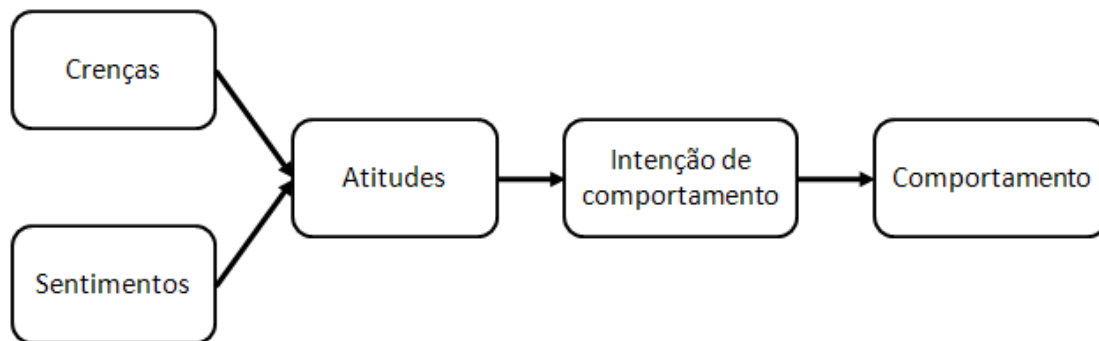 Crenças
Sentimentos
Atitudes
Intenção de
comportamento
Comportamento